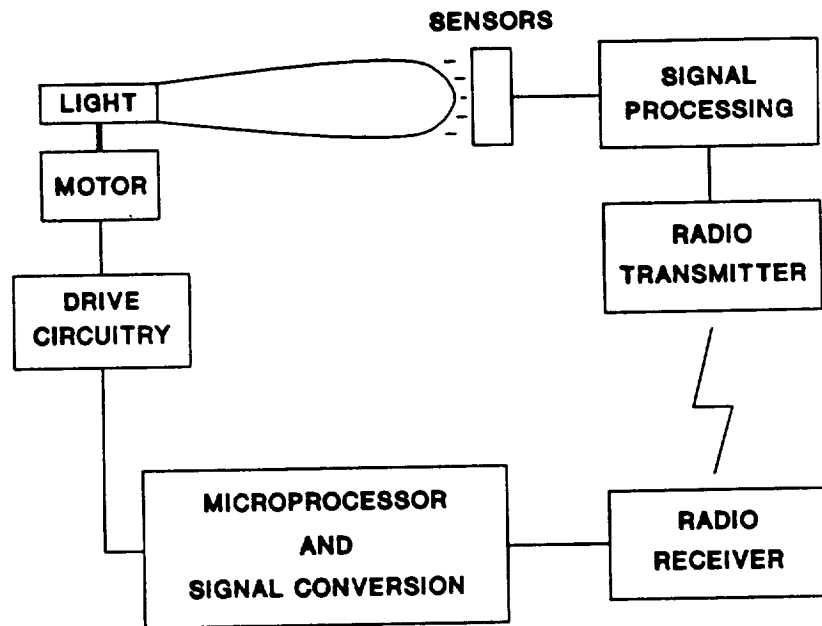 SENSORS
LIGHT
SIGNAL
PROCESSING
MOTOR
RADIO
TRANSMITTER
DRIVE
CIRCUITRY
MICROPROCESSOR
AND
SIGNAL CONVERSION
RADIO
RECEIVER